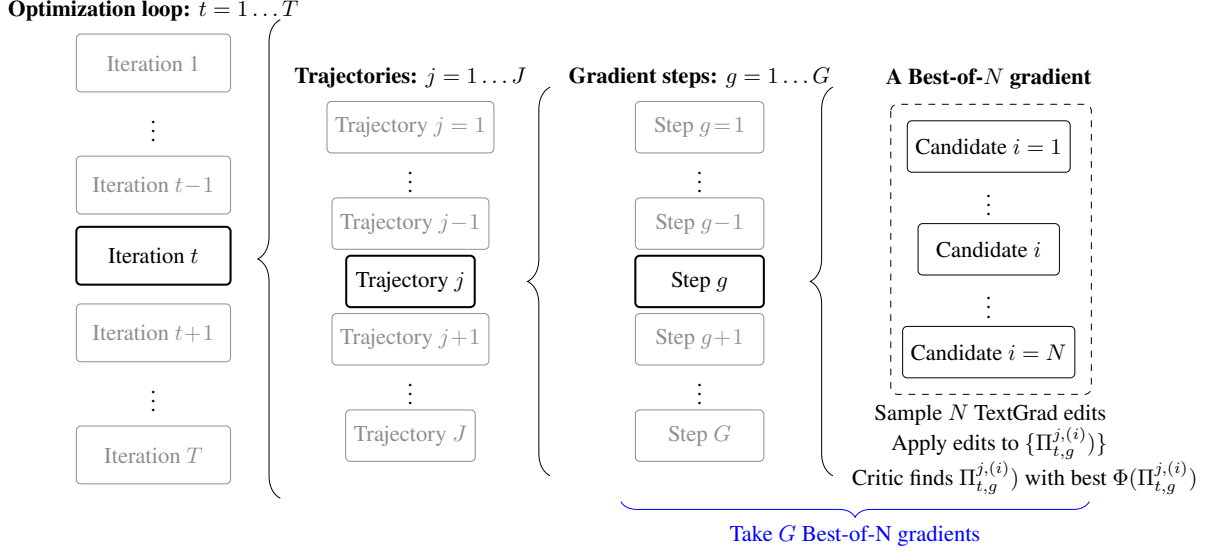 Optimization loop: t = 1 … T
Iteration 1
⋮
Iteration t−1
Iteration t
Iteration t+1
⋮
Iteration T
Trajectories: j = 1 … J
Trajectory j = 1
⋮
Trajectory j−1
Trajectory j
Trajectory j+1
⋮
Trajectory J
Gradient steps: g = 1 … G
Step g=1
⋮
Step g−1
Step g
Step g+1
⋮
Step G
A Best-of-N gradient
Candidate i = 1
⋮
Candidate i
⋮
Candidate i = N
Sample N TextGrad edits
Apply edits to {Π_{t,g}^{j,(i)})}
Critic finds Π_{t,g}^{j,(i)}) with best Φ(Π_{t,g}^{j,(i)})
Take G Best-of-N gradients